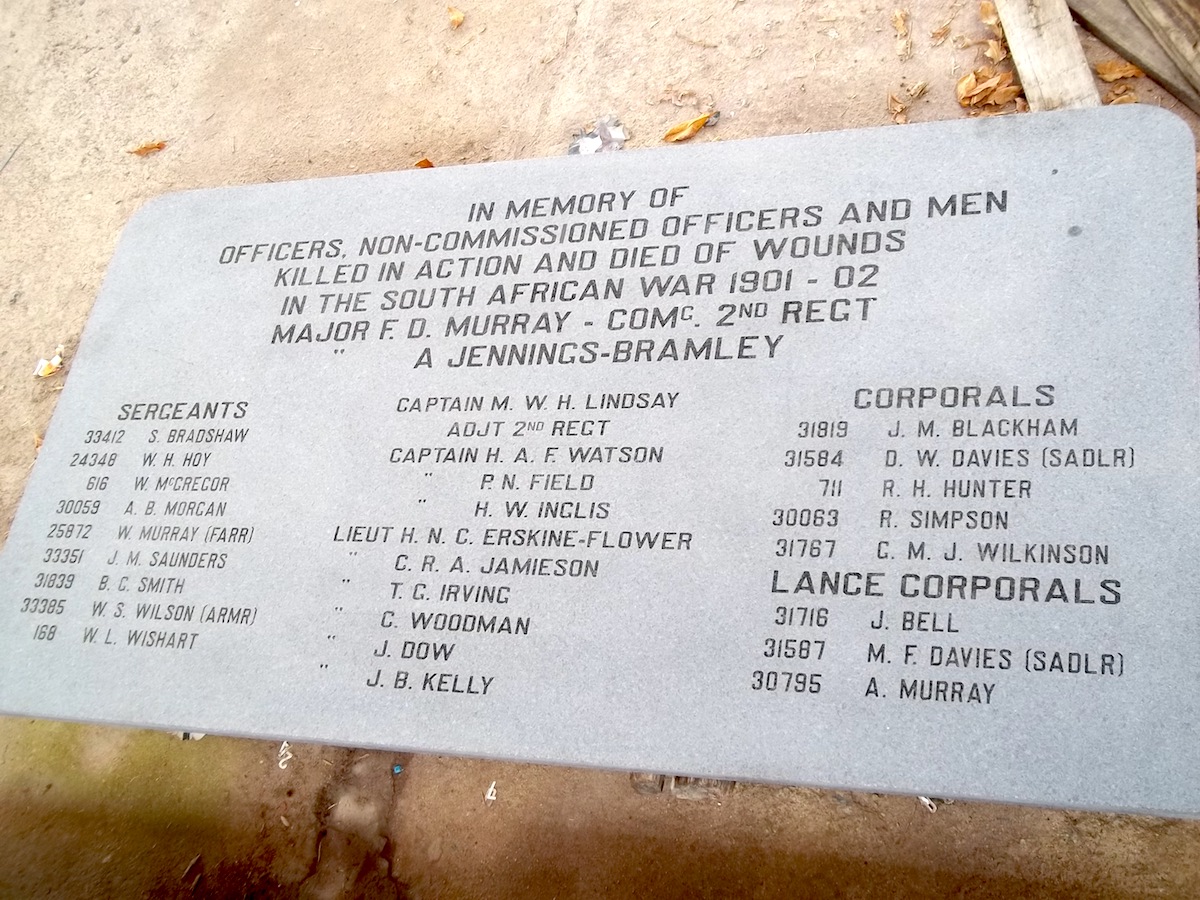 IN MEMORY OF
OFFICERS, NON-COMMISSIONED OFFICERS AND MEN
KILLED IN ACTION AND DIED OF WOUNDS
IN THE SOUTH AFRICAN WAR 1901 - 02
MAJOR F. D. MURRAY - COMᶜ. 2ND REGT
" A JENNINGS-BRAMLEY
SERGEANTS
33412 S. BRADSHAW
24348 W. H. HOY
616 W. McGREGOR
30059 A. B. MORGAN
25872 W. MURRAY (FARR)
33351 J. M. SAUNDERS
31839 B. G. SMITH
33385 W. S. WILSON (ARMR)
168 W. L. WISHART
CAPTAIN M. W. H. LINDSAY
ADJT 2ND REGT
CAPTAIN H. A. F. WATSON
" P. N. FIELD
" H. W. INGLIS
LIEUT H. N. C. ERSKINE-FLOWER
" C. R. A. JAMIESON
" T. G. IRVING
" C. WOODMAN
" J. DOW
" J. B. KELLY
CORPORALS
31819 J. M. BLACKHAM
31584 D. W. DAVIES (SADLR)
711 R. H. HUNTER
30063 R. SIMPSON
31767 G. M. J. WILKINSON
LANCE CORPORALS
31716 J. BELL
31587 M. F. DAVIES (SADLR)
30795 A. MURRAY